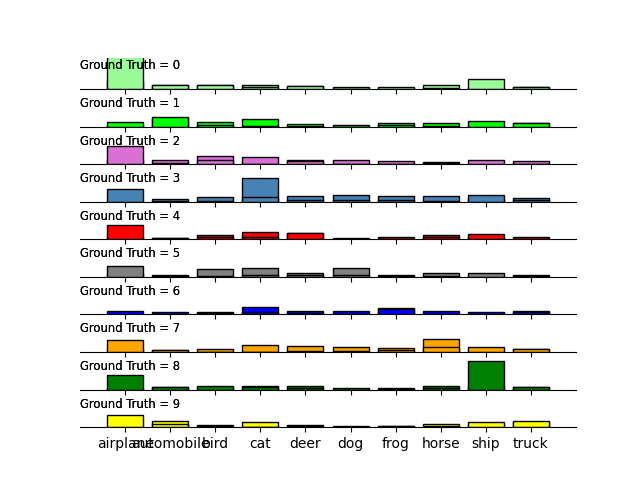 Ground Truth = 0
Ground Truth = 1
Ground Truth = 2
Ground Truth = 3
Ground Truth = 4
Ground Truth = 5
Ground Truth = 6
Ground Truth = 7
Ground Truth = 8
Ground Truth = 9
airplane automobile bird cat deer dog frog horse ship truck